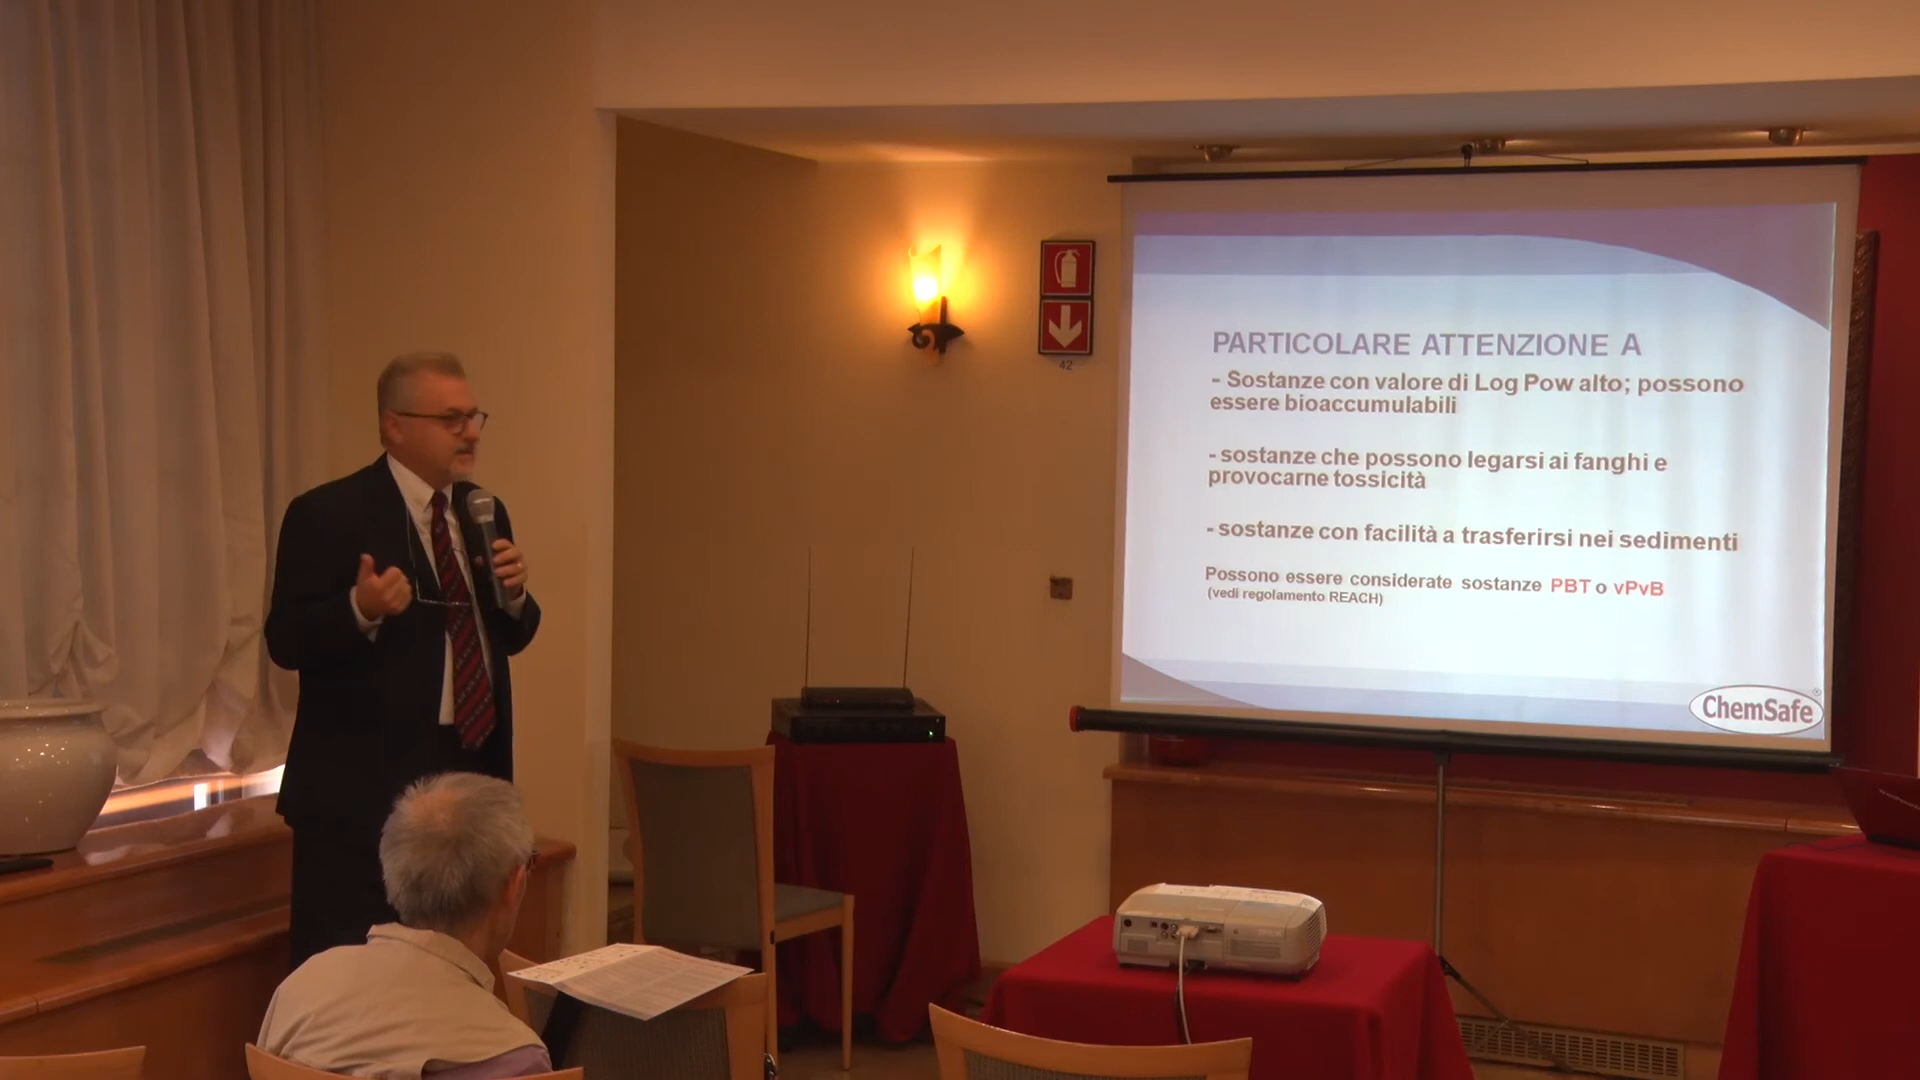 42
PARTICOLARE ATTENZIONE A
- Sostanze con valore di Log Pow alto; possono
essere bioaccumulabili
- sostanze che possono legarsi ai fanghi e
provocarne tossicità
- sostanze con facilità a trasferirsi nei sedimenti
Possono essere considerate sostanze PBT o vPvB
(vedi regolamento REACH)
ChemSafe®